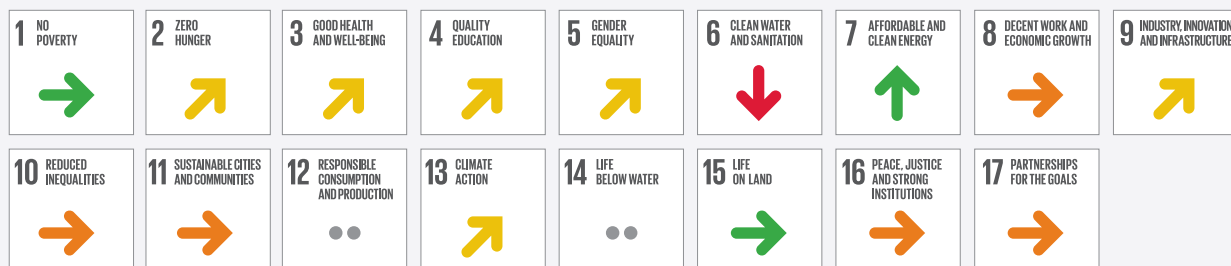 1 NO
POVERTY
2 ZERO
HUNGER
3 GOOD HEALTH
AND WELL-BEING
4 QUALITY
EDUCATION
5 GENDER
EQUALITY
6 CLEAN WATER
AND SANITATION
7 AFFORDABLE AND
CLEAN ENERGY
8 DECENT WORK AND
ECONOMIC GROWTH
9 INDUSTRY, INNOVATION
AND INFRASTRUCTURE
10 REDUCED
INEQUALITIES
11 SUSTAINABLE CITIES
AND COMMUNITIES
12 RESPONSIBLE
CONSUMPTION
AND PRODUCTION
13 CLIMATE
ACTION
14 LIFE
BELOW WATER
15 LIFE
ON LAND
16 PEACE, JUSTICE
AND STRONG
INSTITUTIONS
17 PARTNERSHIPS
FOR THE GOALS